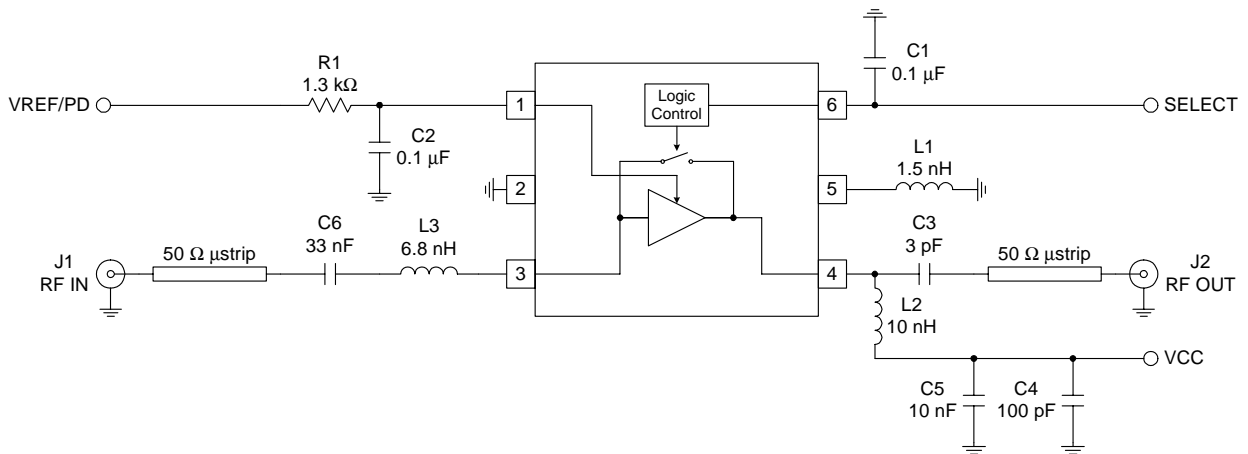 C1
0.1 µF
R1
1.3 kΩ
VREF/PD
1
Logic
Control
6
SELECT
C2
0.1 µF
L1
1.5 nH
2
5
C6
33 nF
L3
6.8 nH
C3
3 pF
J1
RF IN
50 Ω µstrip
3
4
50 Ω µstrip
J2
RF OUT
L2
10 nH
VCC
C5
10 nF
C4
100 pF